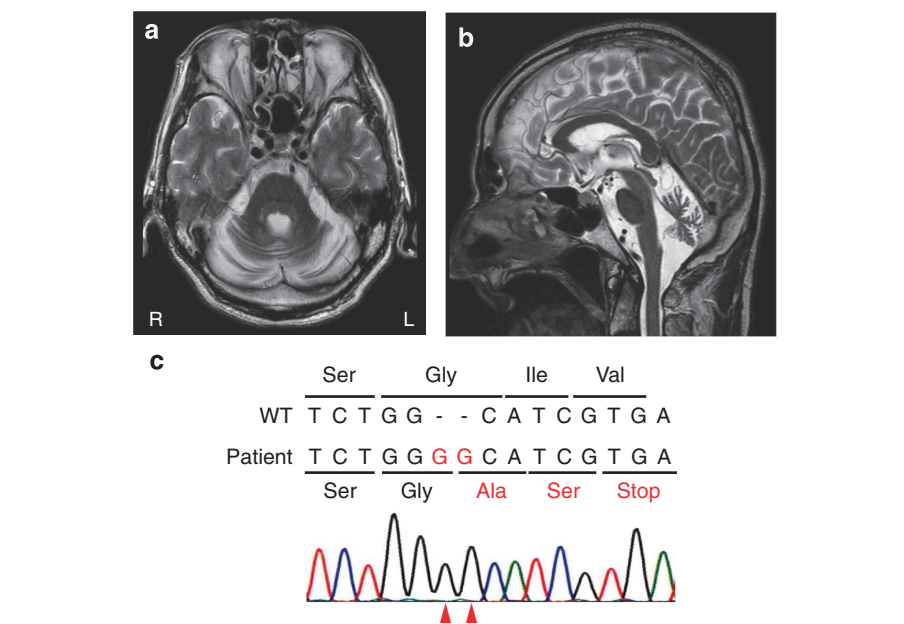 a
b
R
L
c
Ser Gly Ile Val
WT T C T G G - - C A T C G T G A
Patient T C T G G G G C A T C G T G A
Ser Gly Ala Ser Stop